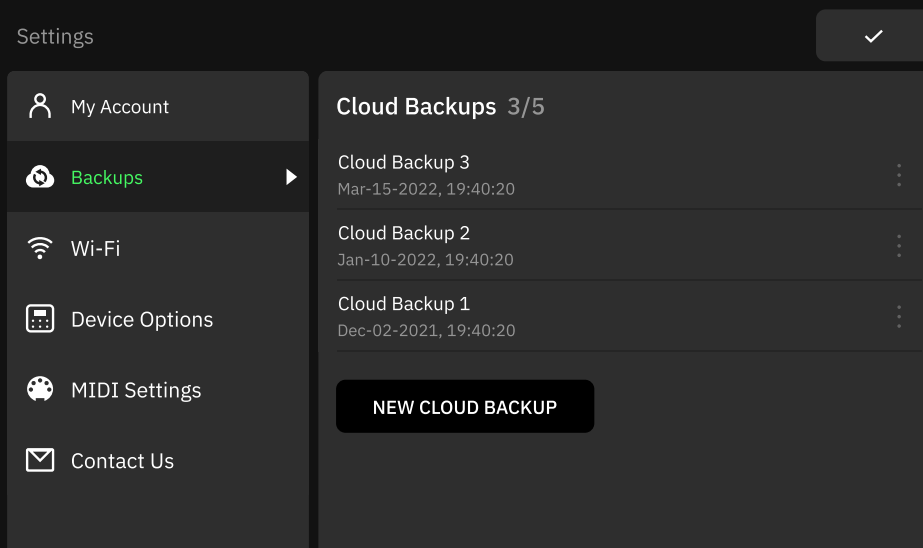 Settings
My Account
Backups
Wi-Fi
Device Options
MIDI Settings
Contact Us
Cloud Backups 3/5
Cloud Backup 3
Mar-15-2022, 19:40:20
Cloud Backup 2
Jan-10-2022, 19:40:20
Cloud Backup 1
Dec-02-2021, 19:40:20
NEW CLOUD BACKUP